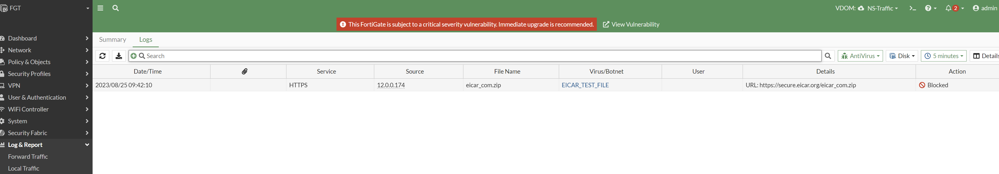 FGT
VDOM: NS-Traffic
2
admin
This FortiGate is subject to a critical severity vulnerability. Immediate upgrade is recommended.
View Vulnerability
Dashboard
Network
Policy & Objects
Security Profiles
VPN
User & Authentication
WiFi Controller
System
Security Fabric
Log & Report
Forward Traffic
Local Traffic
Summary Logs
Search
AntiVirus
Disk
5 minutes
Details
Date/Time Service Source File Name Virus/Botnet User Details Action
2023/08/25 09:42:10 HTTPS 12.0.0.174 eicar_com.zip EICAR_TEST_FILE URL: https://secure.eicar.org/eicar_com.zip Blocked